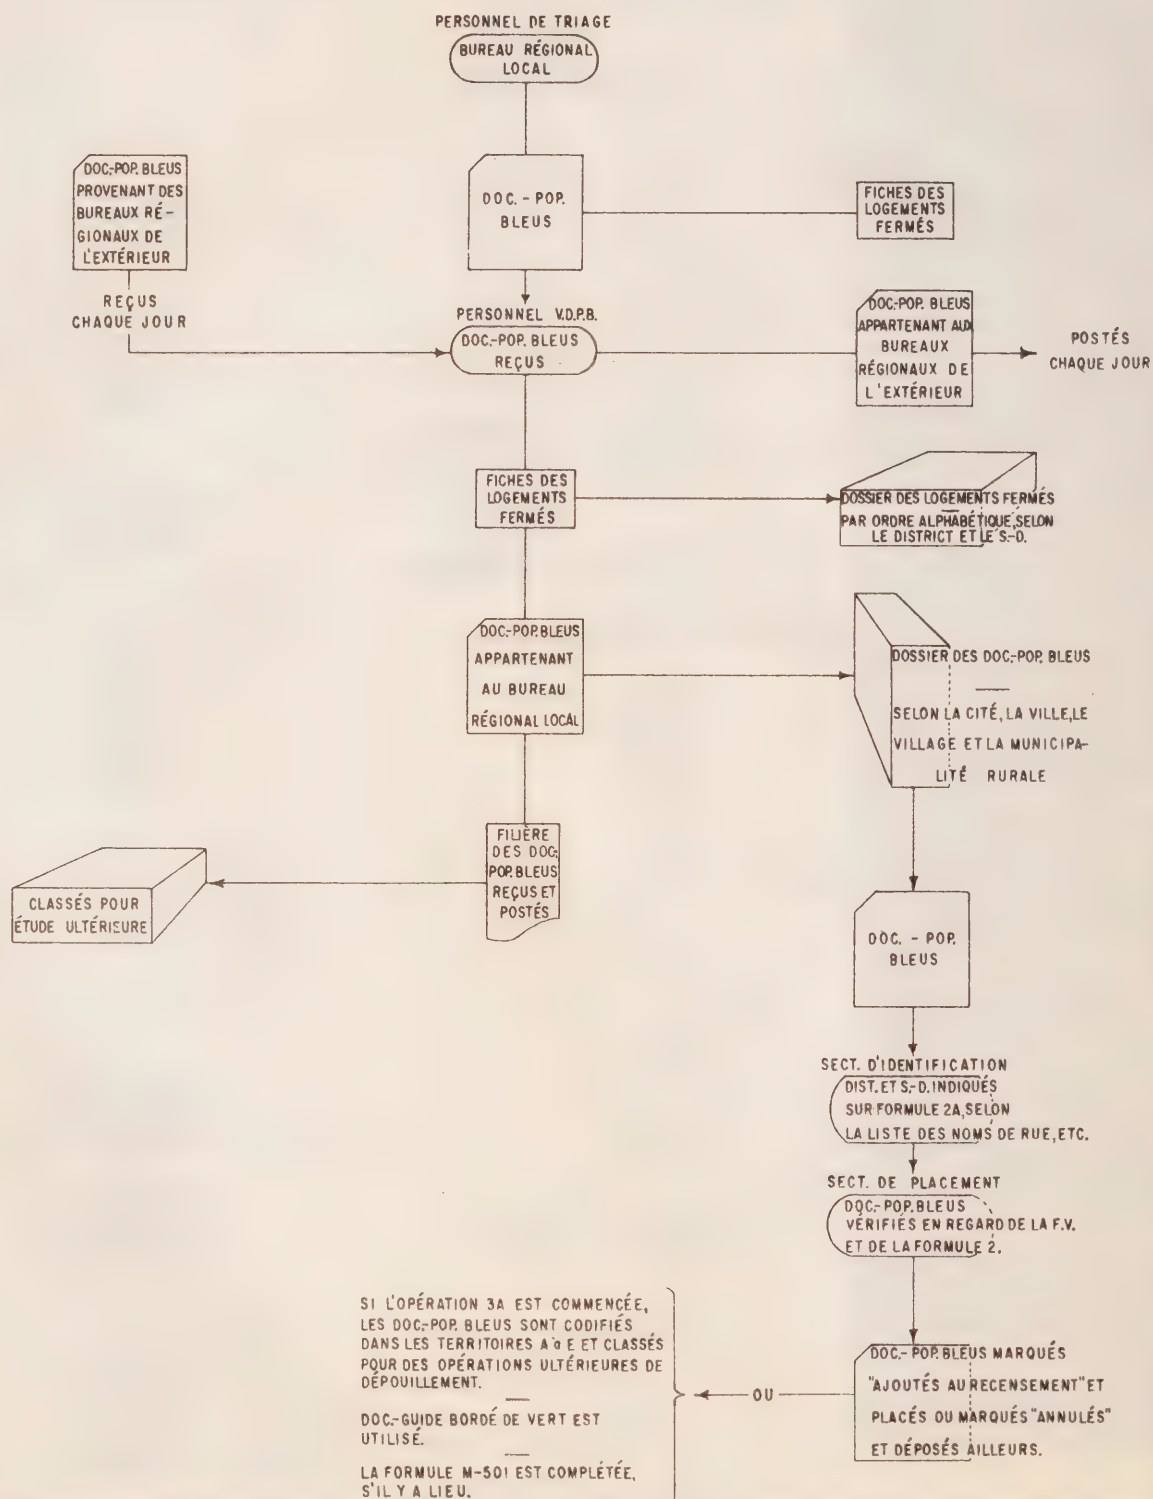 PERSONNEL DE TRIAGE
BUREAU RÉGIONAL
LOCAL
DOC.-POP. BLEUS
PROVENANT DES
BUREAUX RÉ-
GIONAUX DE
L'EXTÉRIEUR
DOC. - POP.
BLEUS
FICHES DES
LOGEMENTS
FERMÉS
REÇUS
CHAQUE JOUR
PERSONNEL V.D.P.B.
DOC.-POP. BLEUS
REÇUS
DOC.-POP. BLEUS
APPARTENANT AUX
BUREAUX
RÉGIONAUX DE
L'EXTÉRIEUR
POSTÉS
CHAQUE JOUR
FICHES DES
LOGEMENTS
FERMÉS
DOSSIER DES LOGEMENTS FERMÉS
PAR ORDRE ALPHABÉTIQUE, SELON
LE DISTRICT ET LE S.-D.
DOC.-POP. BLEUS
APPARTENANT
AU BUREAU
RÉGIONAL LOCAL
DOSSIER DES DOC.-POP. BLEUS
SELON LA CITÉ, LA VILLE, LE
VILLAGE ET LA MUNICIPA-
LITÉ RURALE
FILIÈRE
DES DOC.-
POP. BLEUS
REÇUS ET
POSTÉS
CLASSÉS POUR
ÉTUDE ULTÉRIEURE
DOC. - POP.
BLEUS
SECT. D'IDENTIFICATION
DIST. ET S.-D. INDIQUÉS
SUR FORMULE 2A, SELON
LA LISTE DES NOMS DE RUE, ETC.
SECT. DE PLACEMENT
DOC.-POP. BLEUS
VÉRIFIÉS EN REGARD DE LA F.V.
ET DE LA FORMULE 2.
SI L'OPÉRATION 3A EST COMMENCÉE,
LES DOC.-POP. BLEUS SONT CODIFIÉS
DANS LES TERRITOIRES A à E ET CLASSÉS
POUR DES OPÉRATIONS ULTÉRIEURES DE
DÉPOUILLEMENT.
DOC.-GUIDE BORDÉ DE VERT EST
UTILISÉ.
LA FORMULE M-501 EST COMPLÉTÉE,
S'IL Y A LIEU.
OU
DOC.- POP. BLEUS MARQUÉS
"AJOUTÉS AU RECENSEMENT" ET
PLACÉS OU MARQUÉS "ANNULÉS"
ET DÉPOSÉS AILLEURS.